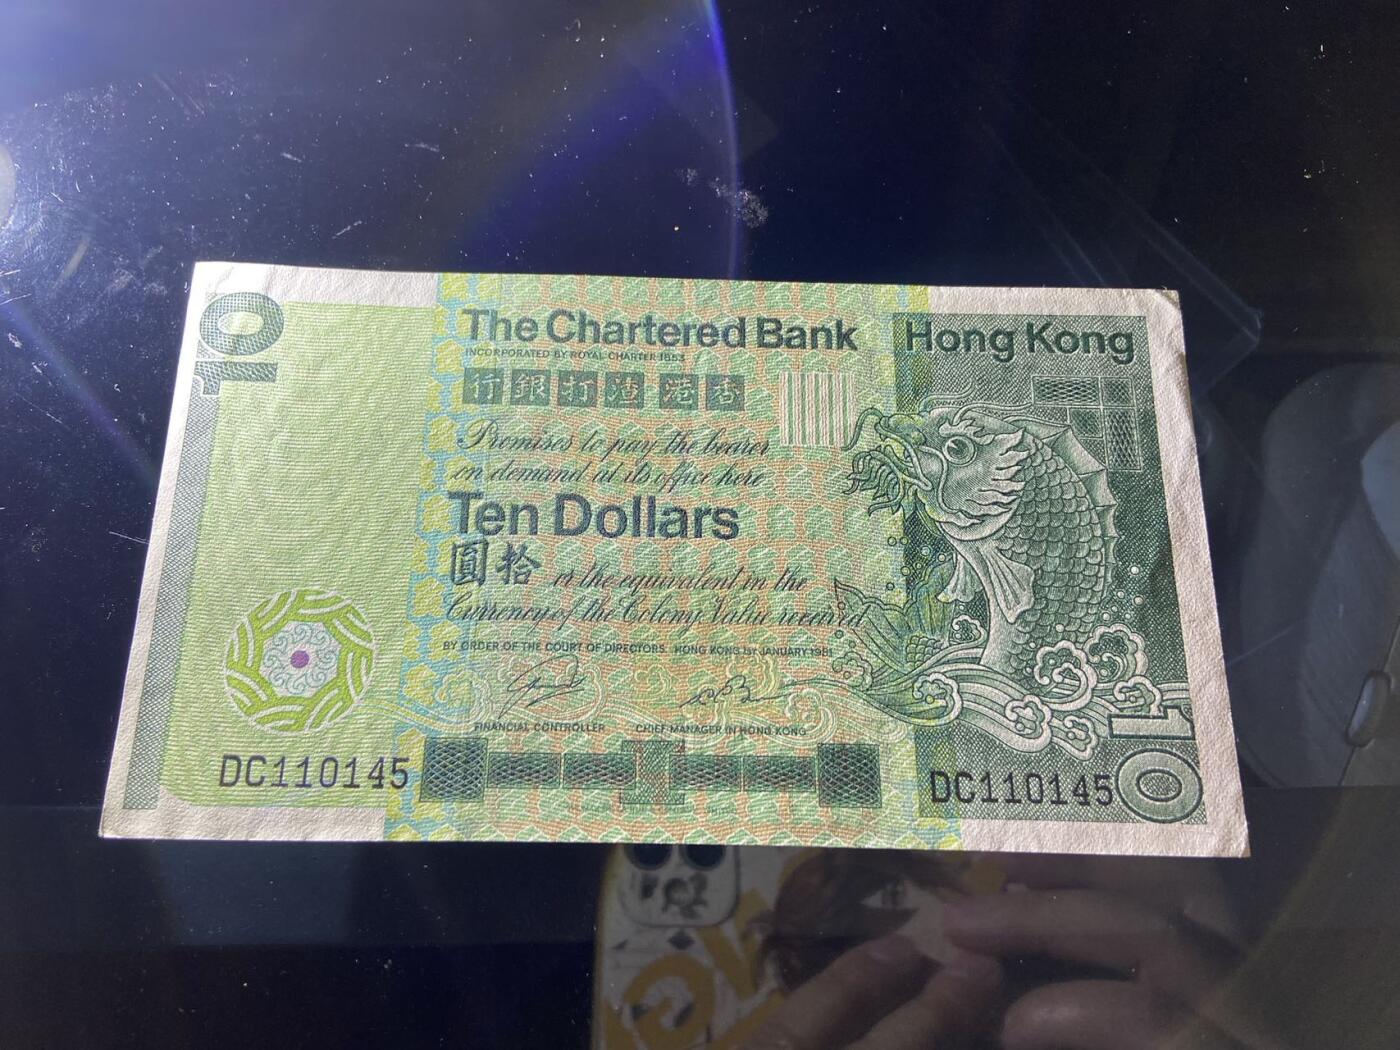 10
The Chartered Bank
Hong Kong
INCORPORATED BY ROYAL CHARTER 1853
行銀打渣港香
Promises to pay the bearer
on demand at its office here
Ten Dollars
圓拾 or the equivalent in the
Currency of the Colony, Value received
BY ORDER OF THE COURT OF DIRECTORS. HONG KONG 1ST JANUARY 1981
FINANCIAL CONTROLLER CHIEF MANAGER IN HONG KONG
DC110145
DC110145
10